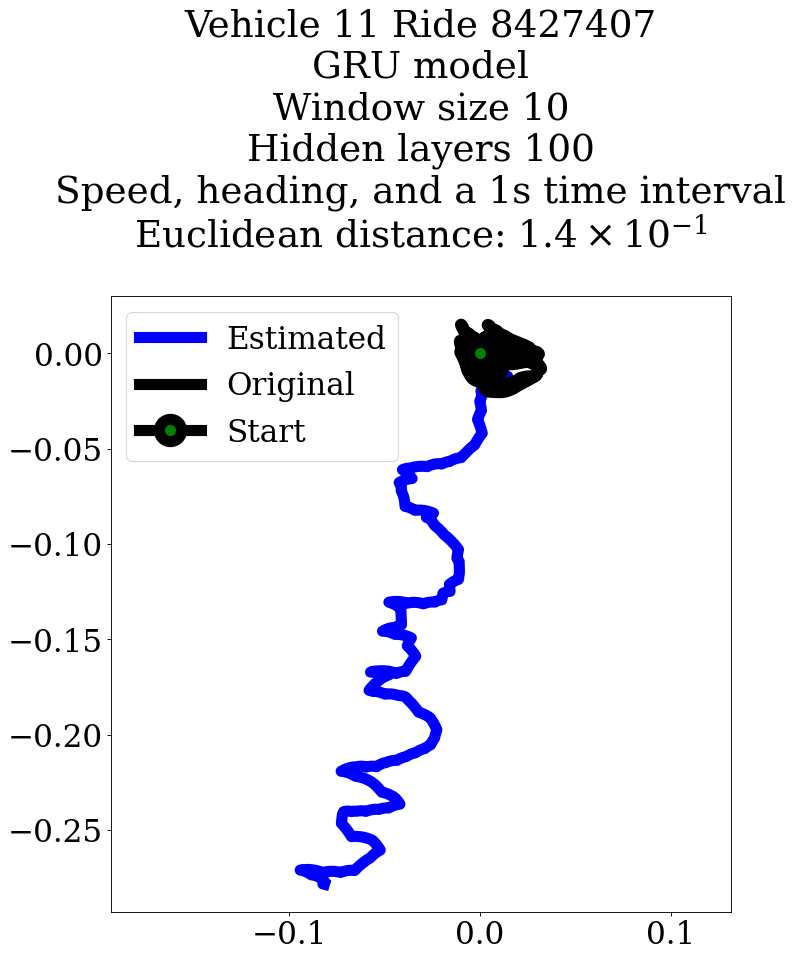 Vehicle 11 Ride 8427407
GRU model
Window size 10
Hidden layers 100
Speed, heading, and a 1s time interval
Euclidean distance: 1.4 × 10⁻¹
Estimated
Original
Start
0.00
−0.05
−0.10
−0.15
−0.20
−0.25
−0.1
0.0
0.1